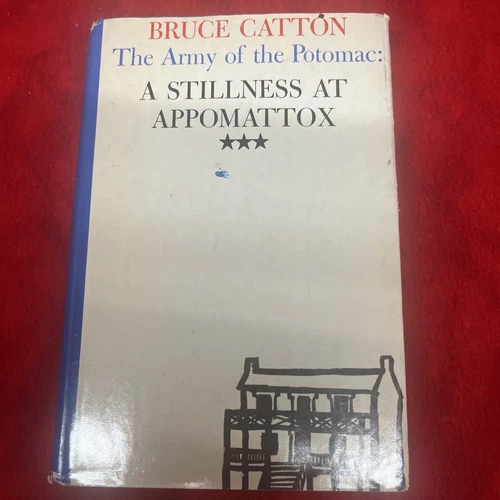 BRUCE CATTON
The Army of the Potomac:
A STILLNESS AT
APPOMATTOX
★★★